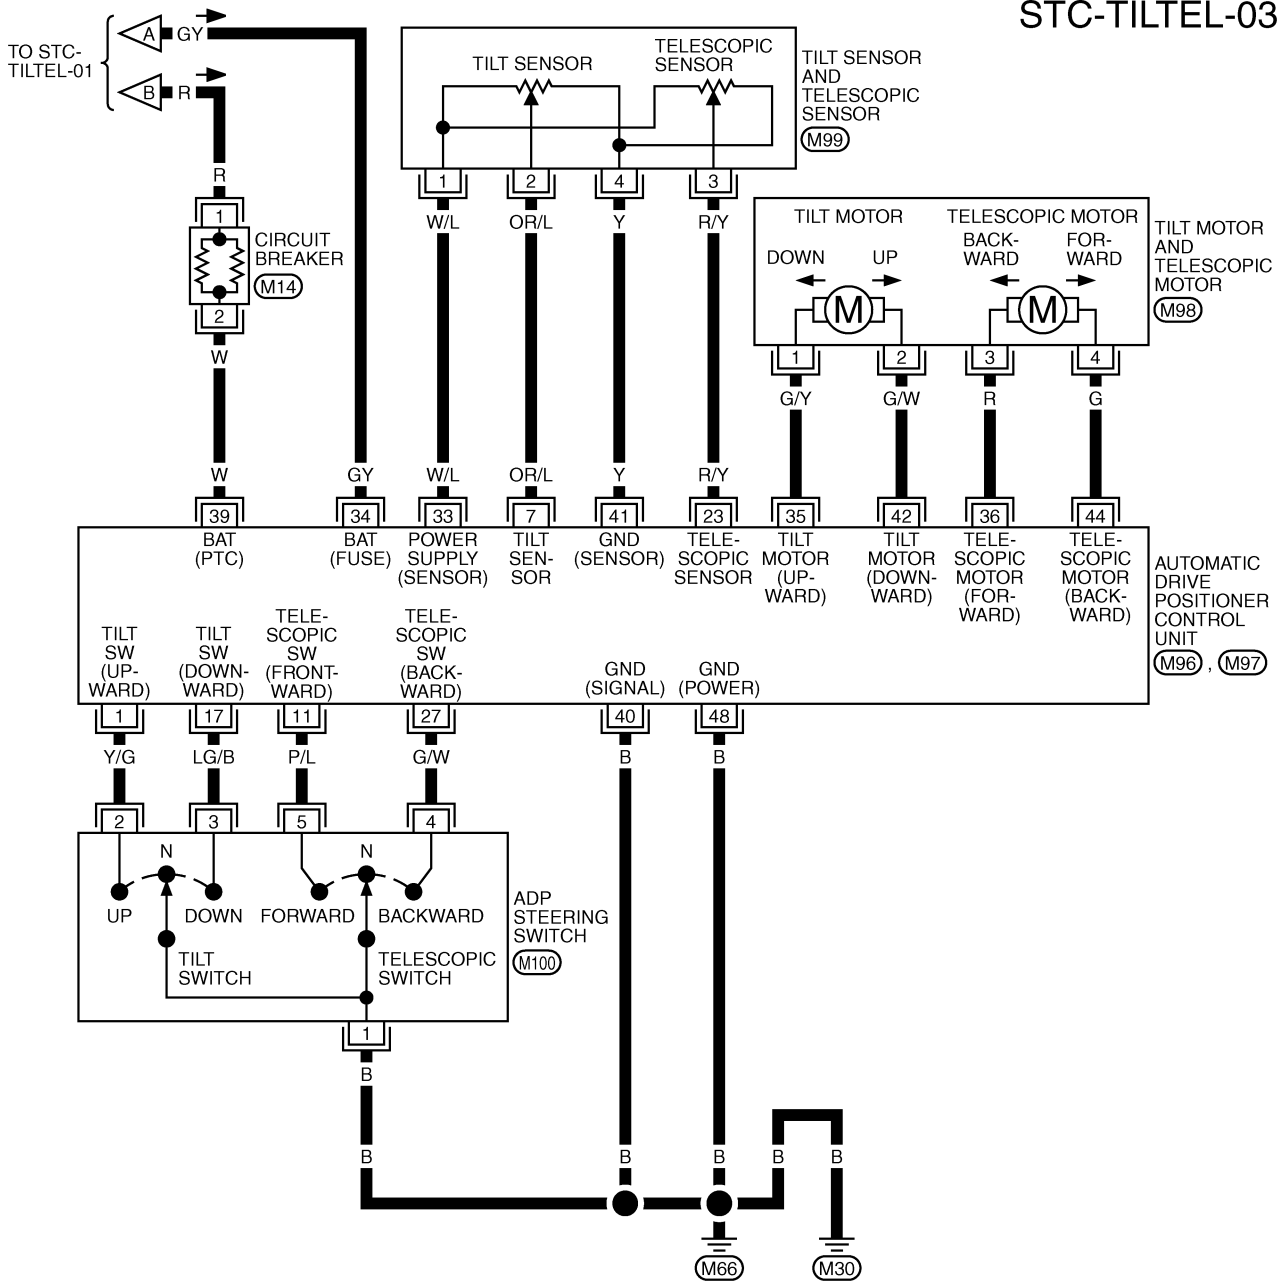 STC-TILTEL-03
TO STC-
TILTEL-01
A GY
B R
R
1
CIRCUIT
BREAKER
M14
2
W
W
GY
TILT SENSOR
TELESCOPIC
SENSOR
TILT SENSOR
AND
TELESCOPIC
SENSOR
M99
1 2 4 3
W/L OR/L Y R/Y
W/L OR/L Y R/Y
TILT MOTOR
TELESCOPIC MOTOR
DOWN UP
BACK-
WARD
FOR-
WARD
M M
TILT MOTOR
AND
TELESCOPIC
MOTOR
M98
1 2 3 4
G/Y G/W R G
39 34 33 7 41 23 35 42 36 44
BAT
(PTC)
BAT
(FUSE)
POWER
SUPPLY
(SENSOR)
TILT
SEN-
SOR
GND
(SENSOR)
TELE-
SCOPIC
SENSOR
TILT
MOTOR
(UP-
WARD)
TILT
MOTOR
(DOWN-
WARD)
TELE-
SCOPIC
MOTOR
(FOR-
WARD)
TELE-
SCOPIC
MOTOR
(BACK-
WARD)
AUTOMATIC
DRIVE
POSITIONER
CONTROL
UNIT
M96 , M97
TILT
SW
(UP-
WARD)
TILT
SW
(DOWN-
WARD)
TELE-
SCOPIC
SW
(FRONT-
WARD)
TELE-
SCOPIC
SW
(BACK-
WARD)
GND
(SIGNAL)
GND
(POWER)
1 17 11 27 40 48
Y/G LG/B P/L G/W B B
2 3 5 4
N N
UP DOWN FORWARD BACKWARD
TILT
SWITCH
TELESCOPIC
SWITCH
ADP
STEERING
SWITCH
M100
1
B
B B B B B
M66 M30